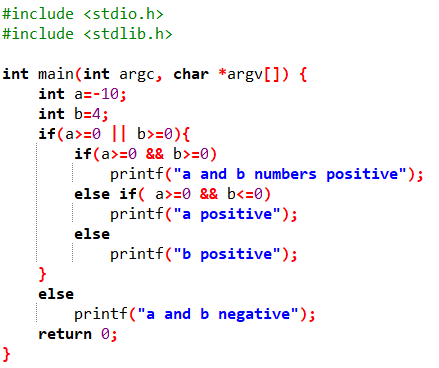 #include <stdio.h>
#include <stdlib.h>

int main(int argc, char *argv[]) {
    int a=-10;
    int b=4;
    if(a>=0 || b>=0){
        if(a>=0 && b>=0)
            printf("a and b numbers positive");
        else if( a>=0 && b<=0)
            printf("a positive");
        else
            printf("b positive");
    }
    else
        printf("a and b negative");
    return 0;
}